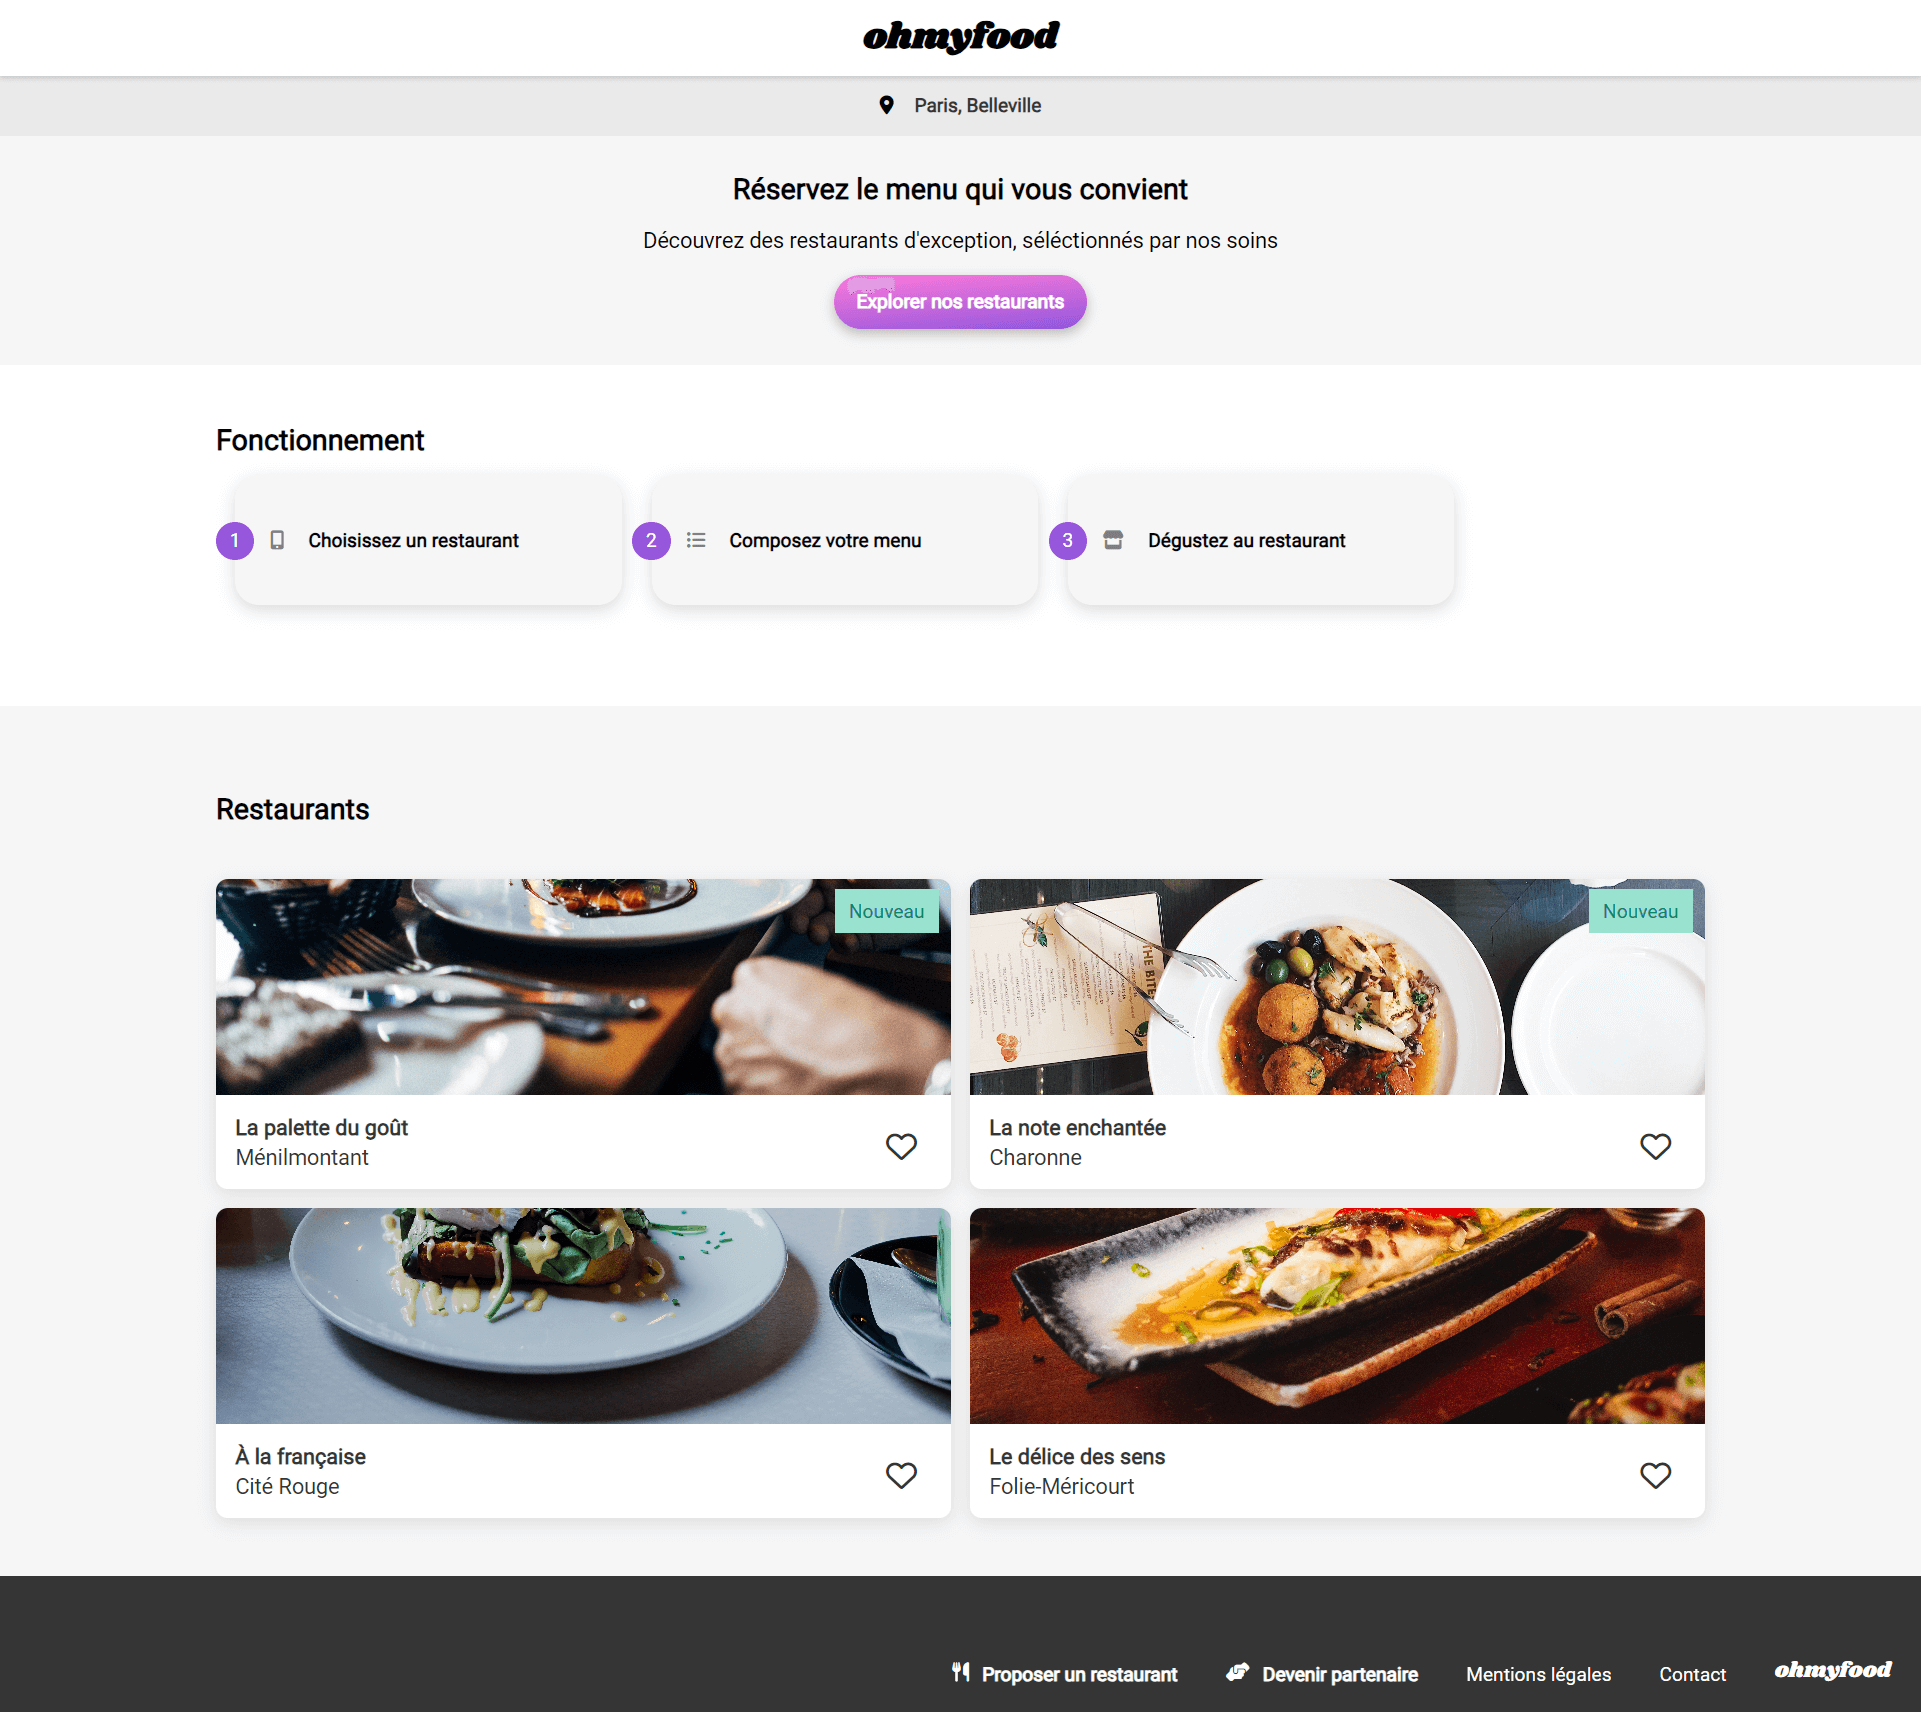 ohmyfood
Paris, Belleville
Réservez le menu qui vous convient
Découvrez des restaurants d'exception, séléctionnés par nos soins
Explorer nos restaurants
Fonctionnement
1 Choisissez un restaurant
2 Composez votre menu
3 Dégustez au restaurant
Restaurants
Nouveau
La palette du goût
Ménilmontant
Nouveau
THE BITE
La note enchantée
Charonne
À la française
Cité Rouge
Le délice des sens
Folie-Méricourt
Proposer un restaurant
Devenir partenaire
Mentions légales
Contact
ohmyfood